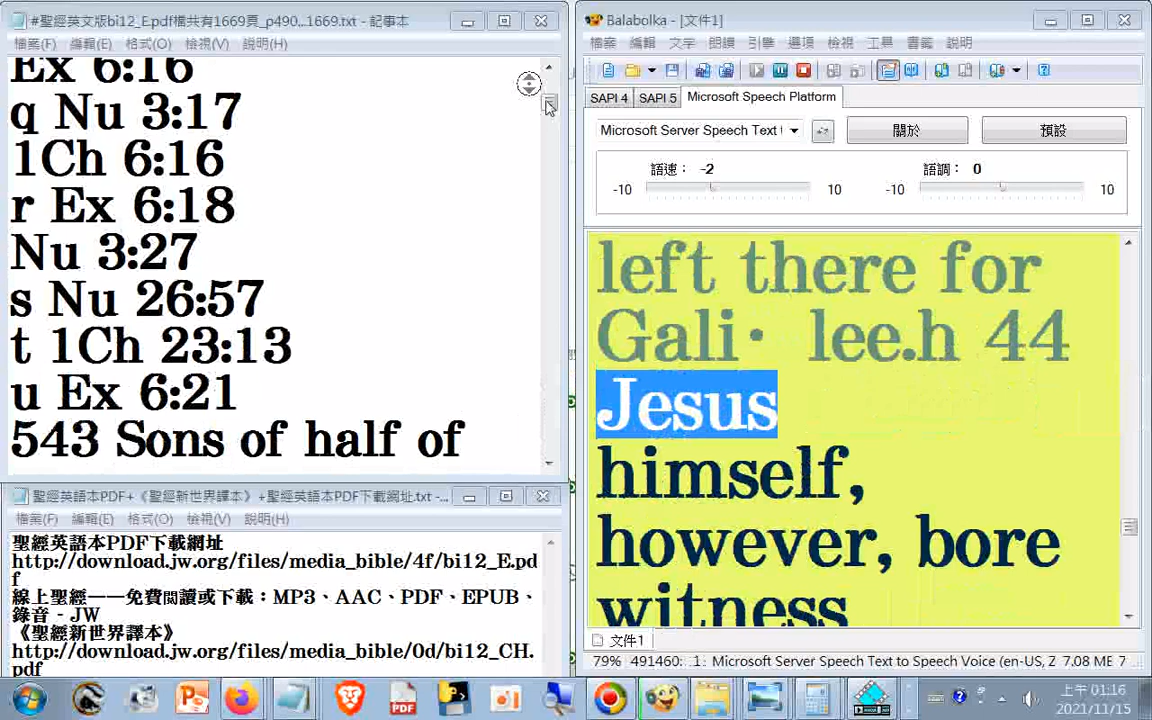 #聖經英文版bi12_E.pdf橫共有1669頁_p490,..1669.txt - 記事本
檔案(F) 編輯(E) 格式(O) 檢視(V) 說明(H)
Ex 6:16
q Nu 3:17
1Ch 6:16
r Ex 6:18
Nu 3:27
s Nu 26:57
t 1Ch 23:13
u Ex 6:21
543 Sons of half of
聖經英語本PDF+《聖經新世界譯本》+聖經英語本PDF下載網址.txt - ...
檔案(F) 編輯(E) 格式(O) 檢視(V) 說明(H)
聖經英語本PDF下載網址
http://download.jw.org/files/media_bible/4f/bi12_E.pd
f
線上聖經——免費閱讀或下載：MP3、AAC、PDF、EPUB、
錄音 - JW
《聖經新世界譯本》
http://download.jw.org/files/media_bible/0d/bi12_CH.
pdf
Balabolka - [文件1]
檔案 編輯 文字 朗讀 引擎 選項 檢視 工具 書籤 說明
SAPI 4 SAPI 5 Microsoft Speech Platform
Microsoft Server Speech Text t 關於 預設
語速： -2 語調： 0
-10 10 -10 10
left there for
Gali· lee.h 44
Jesus
himself,
however, bore
witness
文件1
79% 491460: .1: Microsoft Server Speech Text to Speech Voice (en-US, Z 7.08 ME 7
PDF
上午 01:16
2021/11/15